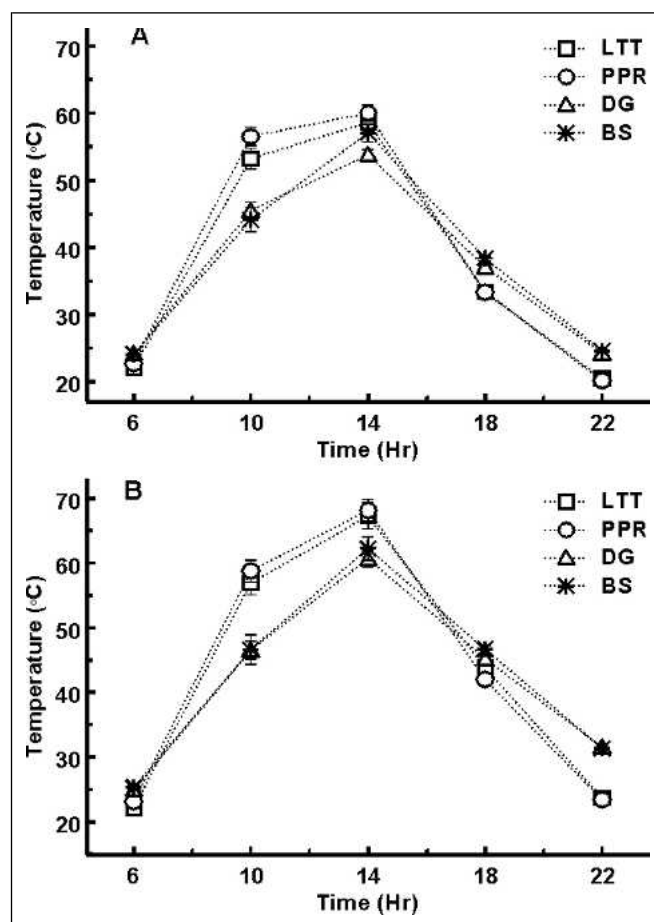 A
70
60
50
40
30
20
Temperature (°C)
LTT
PPR
DG
BS
6 10 14 18 22
Time (Hr)
B
70
60
50
40
30
20
Temperature (°C)
LTT
PPR
DG
BS
6 10 14 18 22
Time (Hr)